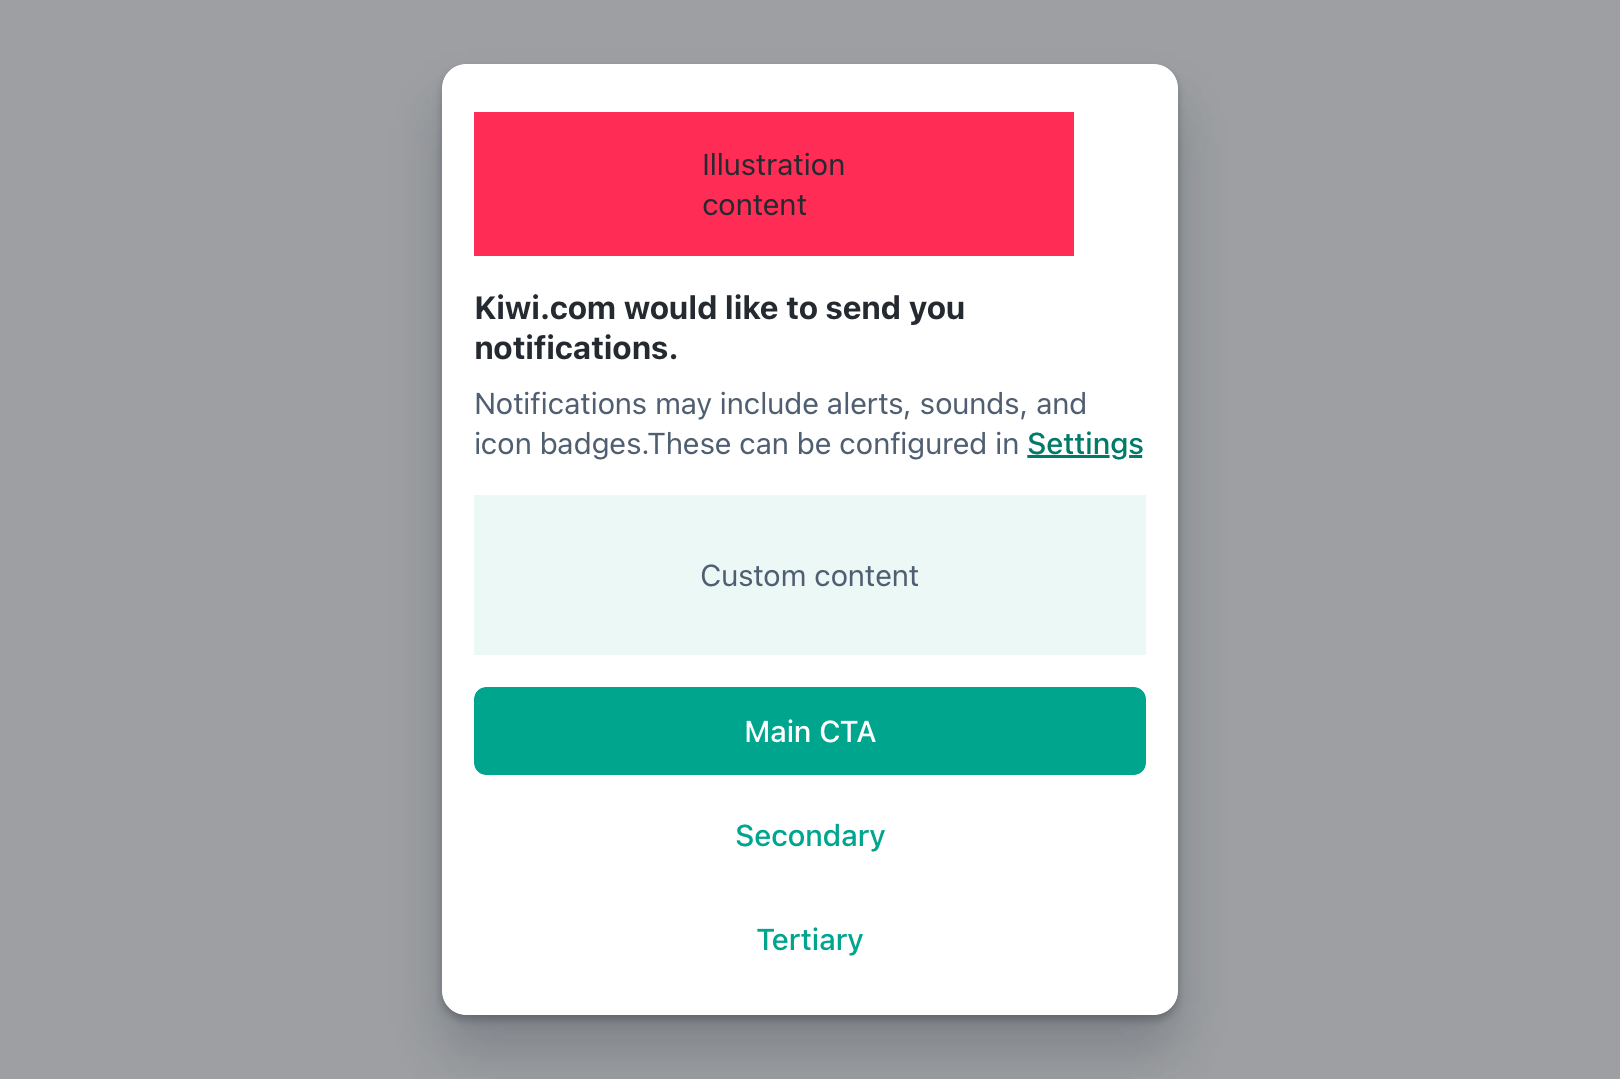 Illustration
content
Kiwi.com would like to send you
notifications.
Notifications may include alerts, sounds, and
icon badges.These can be configured in Settings
Custom content
Main CTA
Secondary
Tertiary